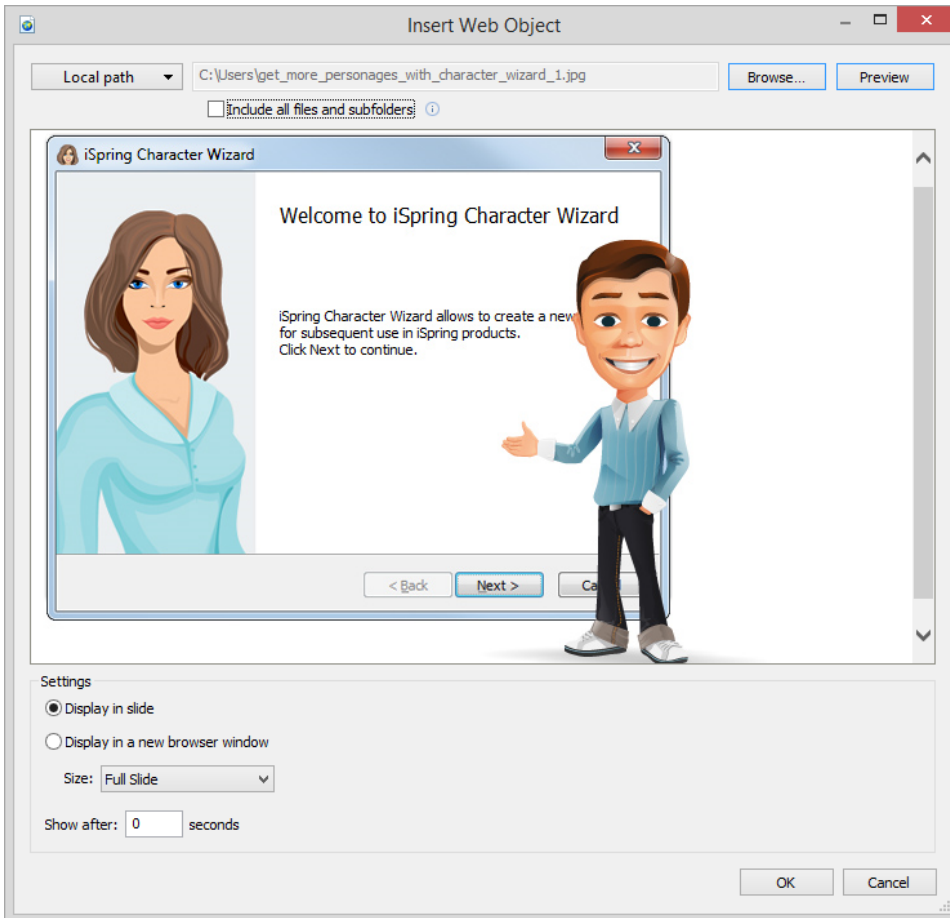 Insert Web Object
Local path
C:\Users\get_more_personages_with_character_wizard_1.jpg
Browse...
Preview
Include all files and subfolders
iSpring Character Wizard
Welcome to iSpring Character Wizard
iSpring Character Wizard allows to create a new
for subsequent use in iSpring products.
Click Next to continue.
< Back
Next >
Settings
Display in slide
Display in a new browser window
Size: Full Slide
Show after: 0 seconds
OK
Cancel